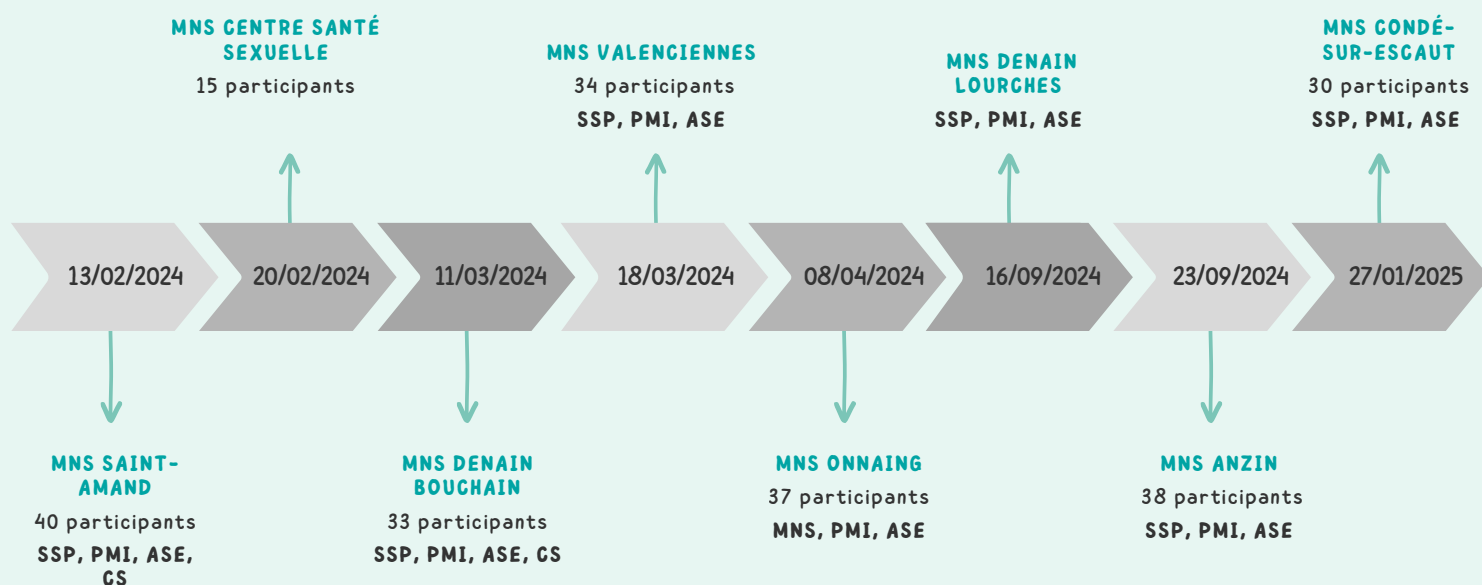 MNS CENTRE SANTÉ
SEXUELLE
15 participants
MNS VALENCIENNES
34 participants
SSP, PMI, ASE
MNS DENAIN
LOURCHES
SSP, PMI, ASE
MNS CONDÉ-
SUR-ESCAUT
30 participants
SSP, PMI, ASE
13/02/2024
20/02/2024
11/03/2024
18/03/2024
08/04/2024
16/09/2024
23/09/2024
27/01/2025
MNS SAINT-
AMAND
40 participants
SSP, PMI, ASE,
CS
MNS DENAIN
BOUCHAIN
33 participants
SSP, PMI, ASE, CS
MNS ONNAING
37 participants
MNS, PMI, ASE
MNS ANZIN
38 participants
SSP, PMI, ASE